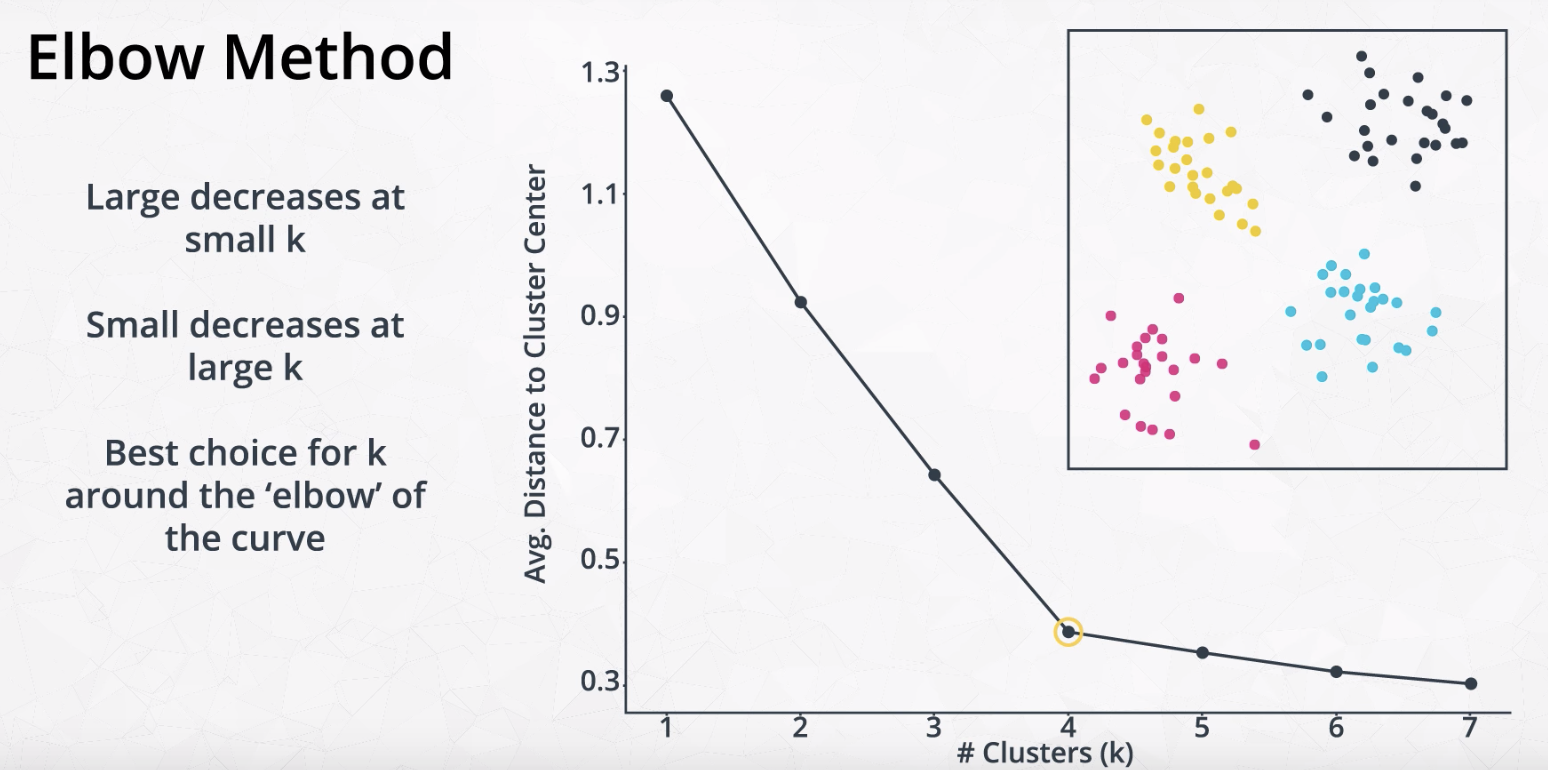 Elbow Method
Large decreases at
small k
Small decreases at
large k
Best choice for k
around the ‘elbow’ of
the curve
Avg. Distance to Cluster Center
1.3
1.1
0.9
0.7
0.5
0.3
1 2 3 4 5 6 7
# Clusters (k)